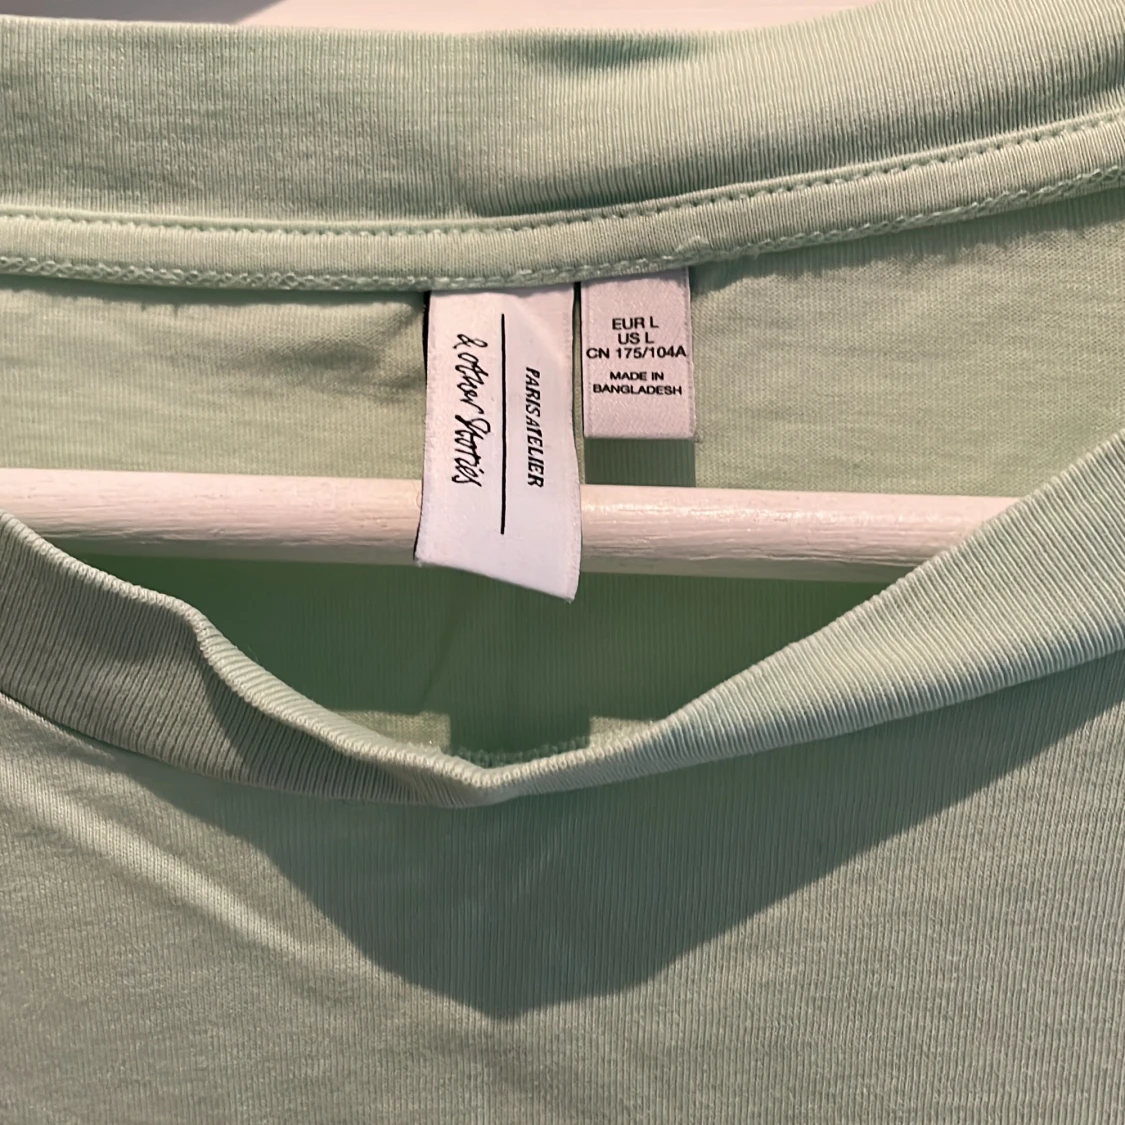 & other Stories
PARIS ATELIER
EUR L
US L
CN 175/104A
MADE IN
BANGLADESH